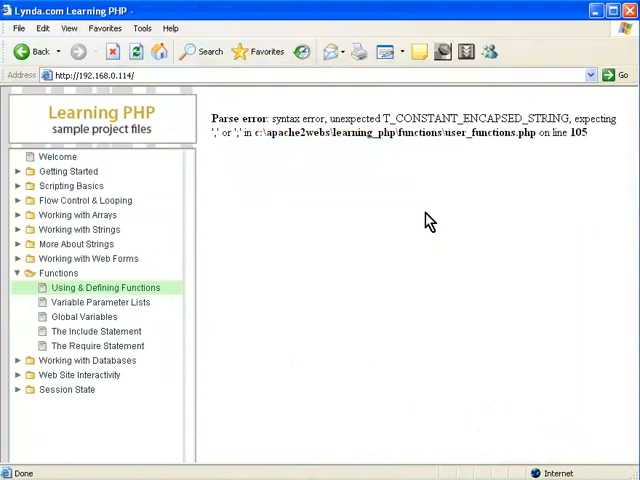 Lynda.com Learning PHP -
File Edit View Favorites Tools Help
Back Search Favorites
Address http://192.168.0.114/ Go
Learning PHP
sample project files
Parse error: syntax error, unexpected T_CONSTANT_ENCAPSED_STRING, expecting
',' or ';' in c:\apache2webs\learning_php\functions\user_functions.php on line 105
Welcome
Getting Started
Scripting Basics
Flow Control & Looping
Working with Arrays
Working with Strings
More About Strings
Working with Web Forms
Functions
Using & Defining Functions
Variable Parameter Lists
Global Variables
The Include Statement
The Require Statement
Working with Databases
Web Site Interactivity
Session State
Done Internet